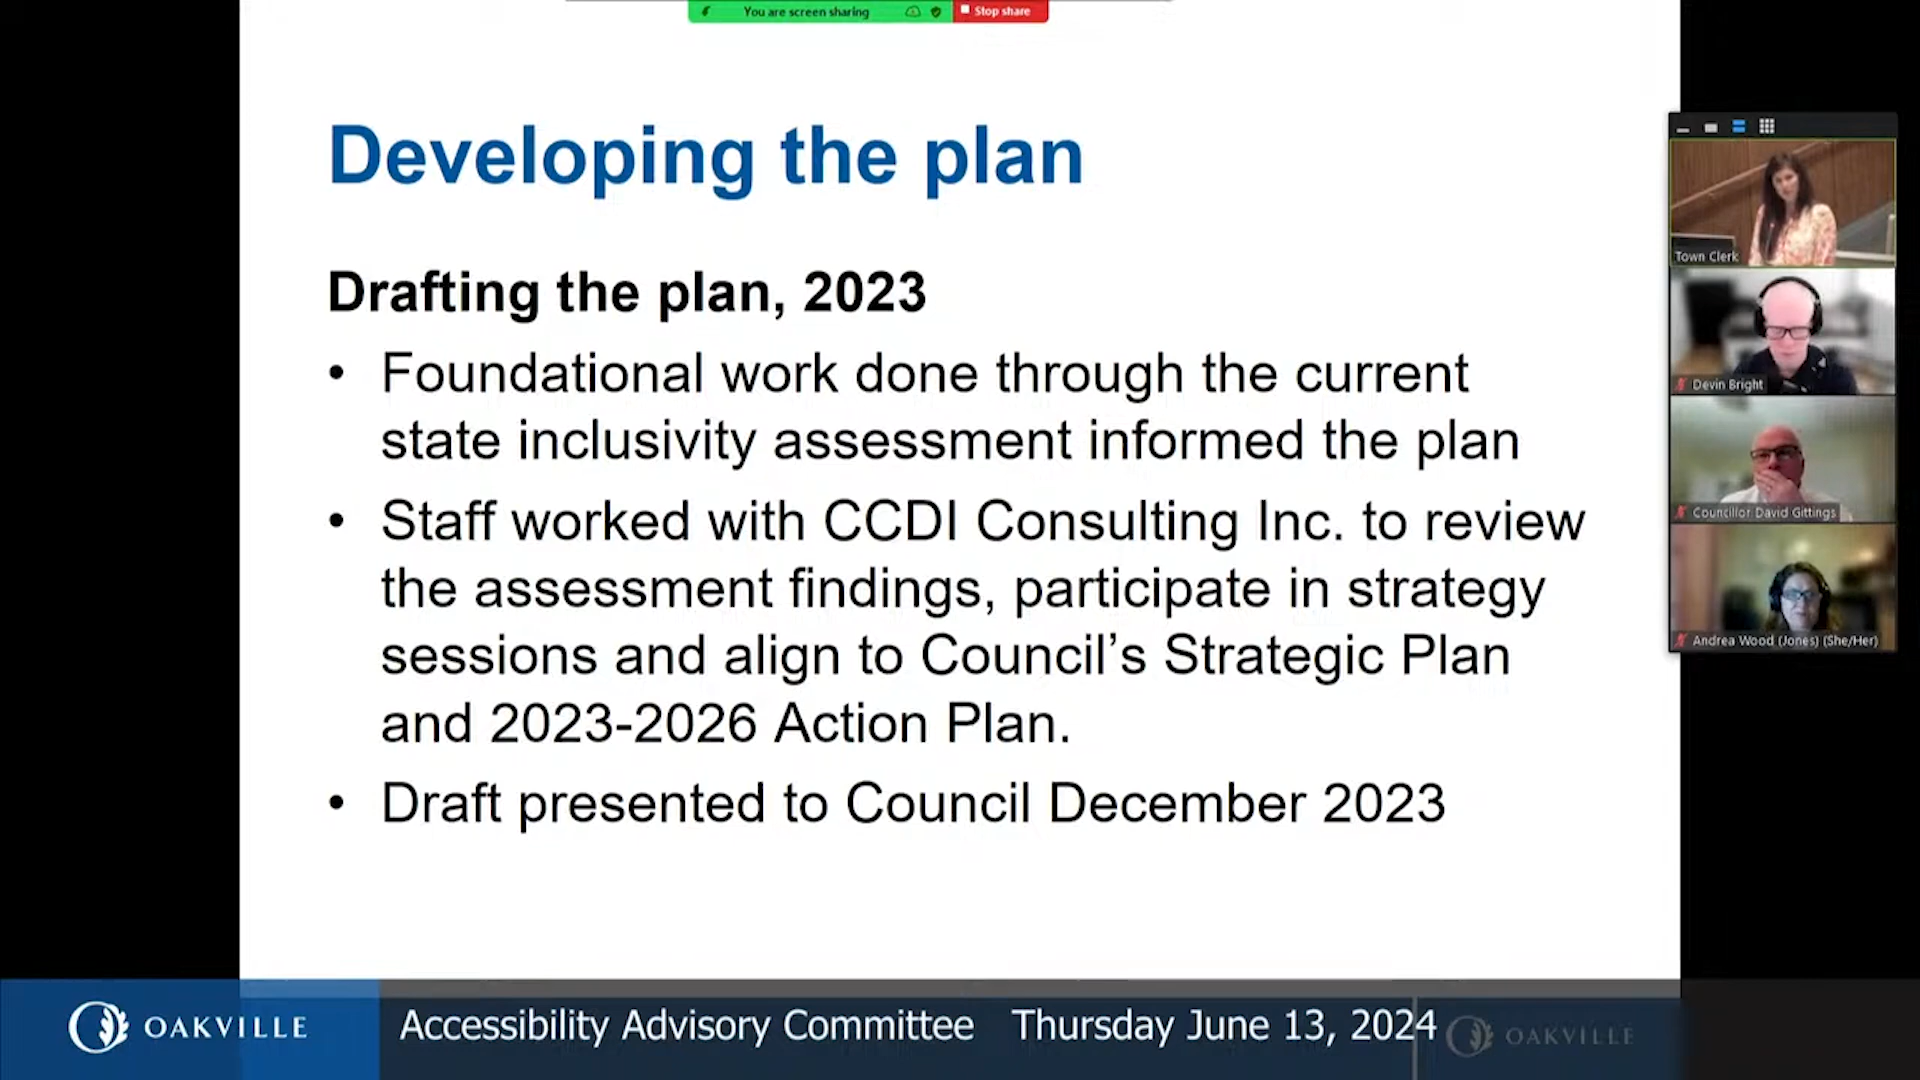 You are screen sharing
Stop share
Developing the plan
Drafting the plan, 2023
• Foundational work done through the current
state inclusivity assessment informed the plan
• Staff worked with CCDI Consulting Inc. to review
the assessment findings, participate in strategy
sessions and align to Council’s Strategic Plan
and 2023-2026 Action Plan.
• Draft presented to Council December 2023
Town Clerk
Devin Bright
Councillor David Gittings
Andrea Wood (Jones) (She/Her)
OAKVILLE
Accessibility Advisory Committee Thursday June 13, 2024
OAKVILLE